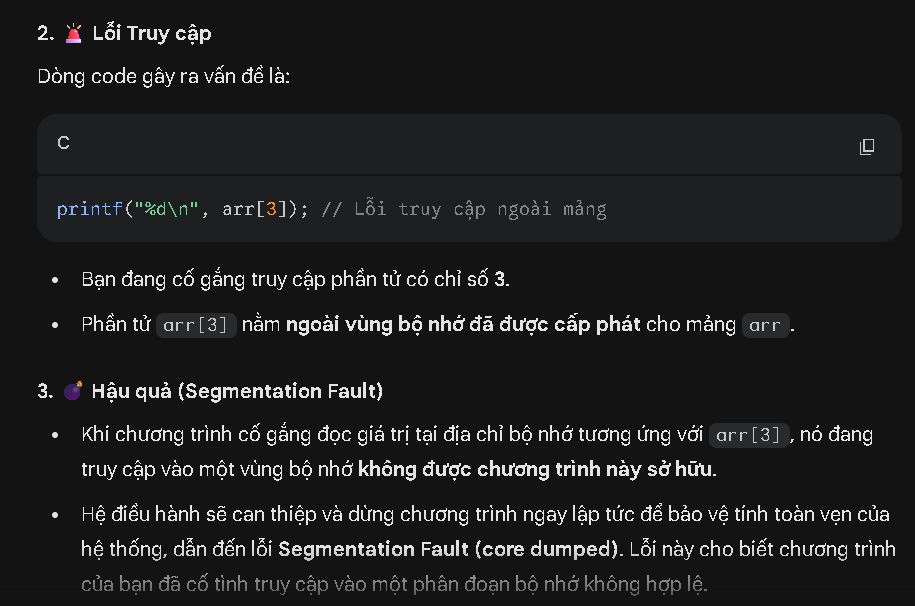 2. 🚨 Lỗi Truy cập
Dòng code gây ra vấn đề là:
C
printf("%d\n", arr[3]); // Lỗi truy cập ngoài mảng
• Bạn đang cố gắng truy cập phần tử có chỉ số 3.
• Phần tử arr[3] nằm ngoài vùng bộ nhớ đã được cấp phát cho mảng arr.
3. 💣 Hậu quả (Segmentation Fault)
• Khi chương trình cố gắng đọc giá trị tại địa chỉ bộ nhớ tương ứng với arr[3], nó đang
truy cập vào một vùng bộ nhớ không được chương trình này sở hữu.
• Hệ điều hành sẽ can thiệp và dừng chương trình ngay lập tức để bảo vệ tính toàn vẹn của
hệ thống, dẫn đến lỗi Segmentation Fault (core dumped). Lỗi này cho biết chương trình
của bạn đã cố tình truy cập vào một phân đoạn bộ nhớ không hợp lệ.